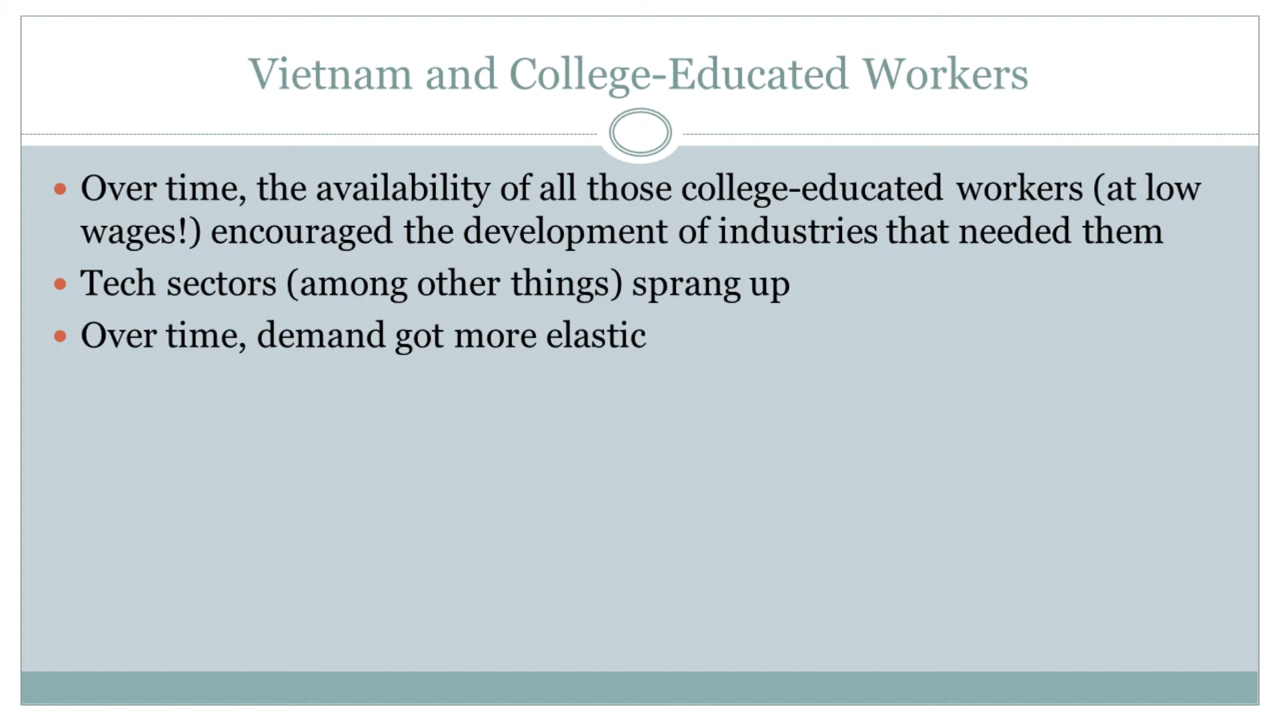 Vietnam and College-Educated Workers
• Over time, the availability of all those college-educated workers (at low
wages!) encouraged the development of industries that needed them
• Tech sectors (among other things) sprang up
• Over time, demand got more elastic